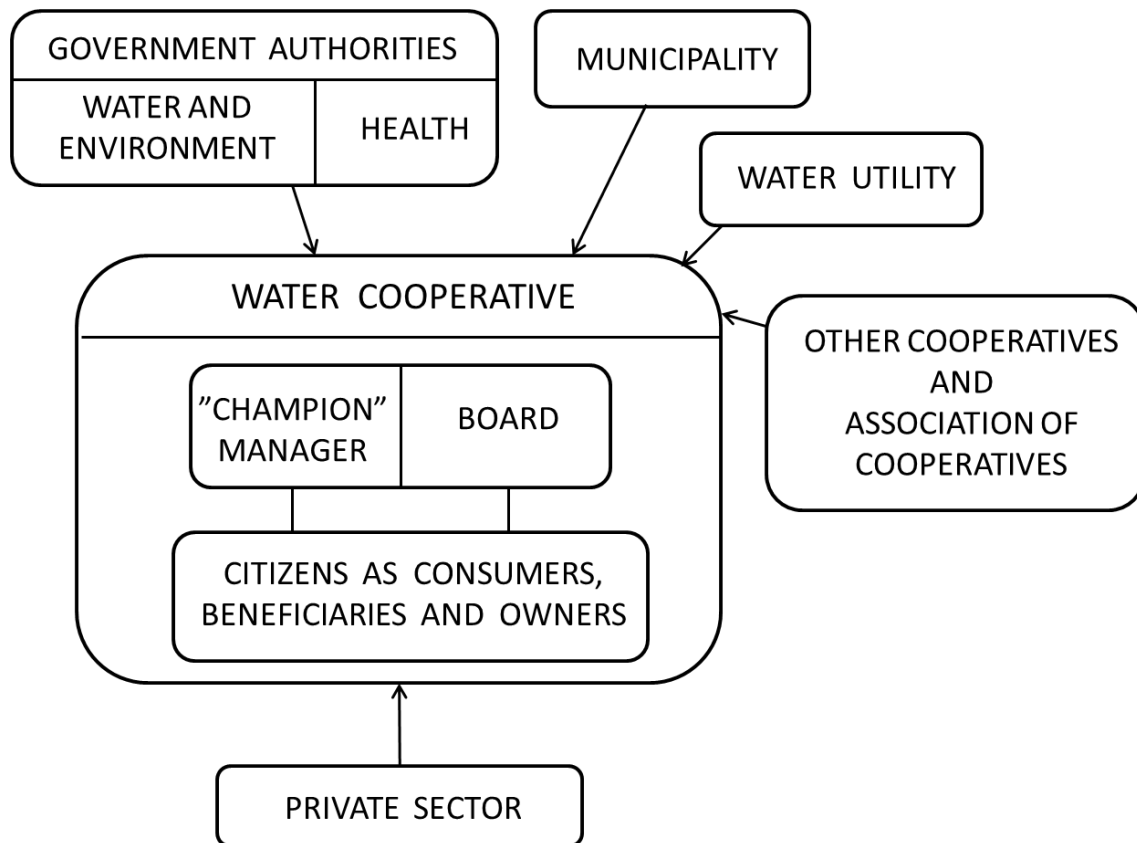 GOVERNMENT AUTHORITIES
WATER AND
ENVIRONMENT
HEALTH
MUNICIPALITY
WATER UTILITY
WATER COOPERATIVE
”CHAMPION”
MANAGER
BOARD
CITIZENS AS CONSUMERS,
BENEFICIARIES AND OWNERS
OTHER COOPERATIVES
AND
ASSOCIATION OF
COOPERATIVES
PRIVATE SECTOR